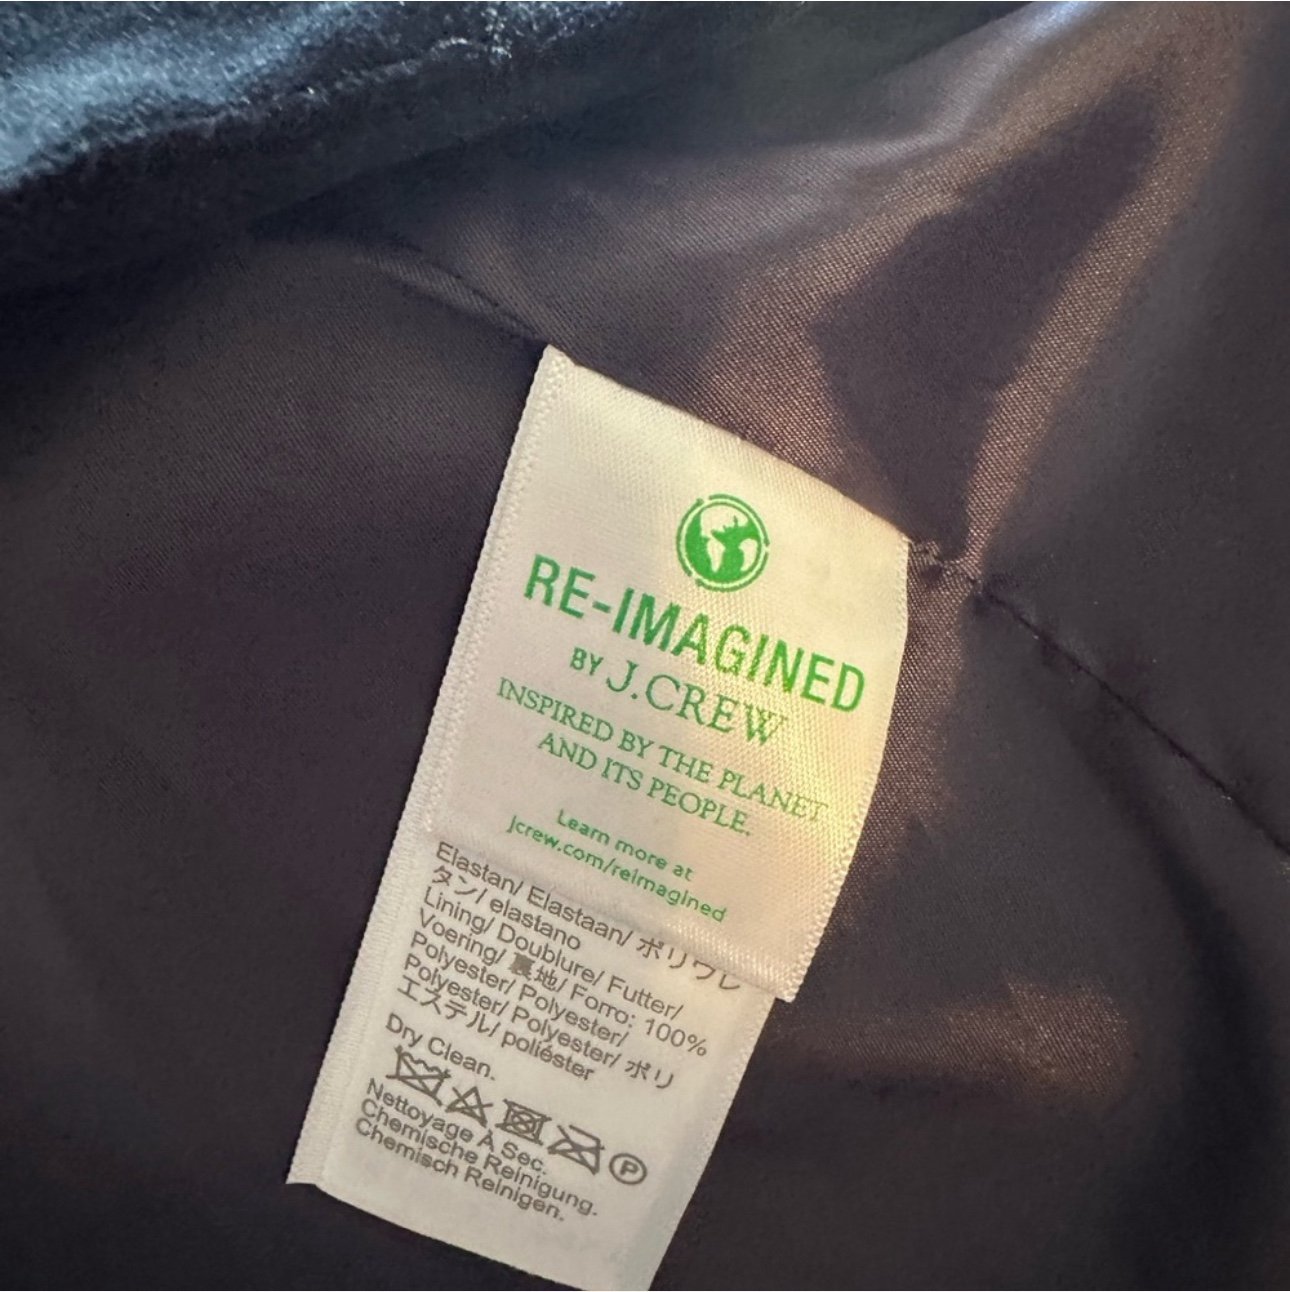 RE-IMAGINED
BY J.CREW
INSPIRED BY THE PLANET
AND ITS PEOPLE.
Learn more at
jcrew.com/reimagined
Elastan/ Elastaan/ ポリウレ
タン/ elastano
Lining/ Doublure/ Futter/
Voering/ 裏地/ Forro: 100%
Polyester/ Polyester/
Polyester/ Polyester/ ポリ
エステル/ poliéster
Dry Clean.
P
Nettoyage À Sec.
Chemische Reinigung.
Chemisch Reinigen.